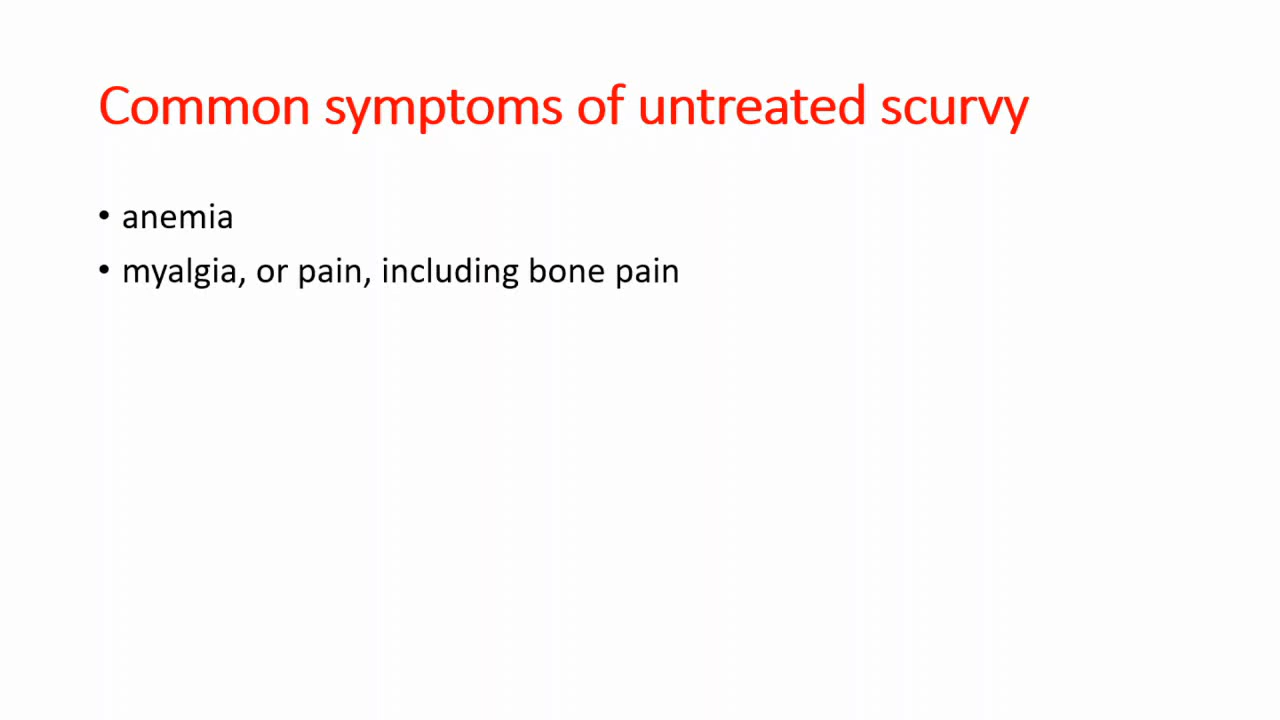 Common symptoms of untreated scurvy
• anemia
• myalgia, or pain, including bone pain